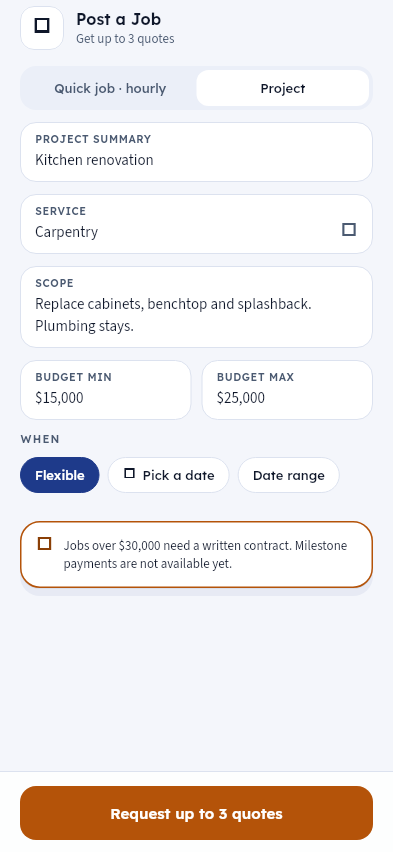 Post a Job
Get up to 3 quotes
Quick job · hourly
Project
PROJECT SUMMARY
Kitchen renovation
SERVICE
Carpentry
SCOPE
Replace cabinets, benchtop and splashback.
Plumbing stays.
BUDGET MIN
$15,000
BUDGET MAX
$25,000
WHEN
Flexible
Pick a date
Date range
Jobs over $30,000 need a written contract. Milestone
payments are not available yet.
Request up to 3 quotes